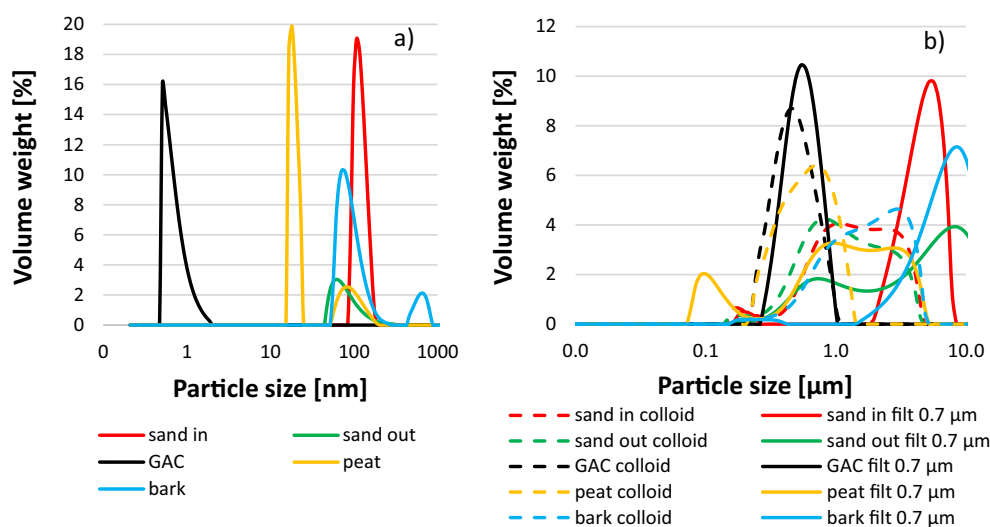 a)
Volume weight [%]
20
18
16
14
12
10
8
6
4
2
0
0 1 10 100 1000
Particle size [nm]
sand in sand out
GAC peat
bark
b)
Volume weight [%]
12
10
8
6
4
2
0
0.0 0.1 1.0 10.0
Particle size [µm]
sand in colloid sand in filt 0.7 µm
sand out colloid sand out filt 0.7 µm
GAC colloid GAC filt 0.7 µm
peat colloid peat filt 0.7 µm
bark colloid bark filt 0.7 µm